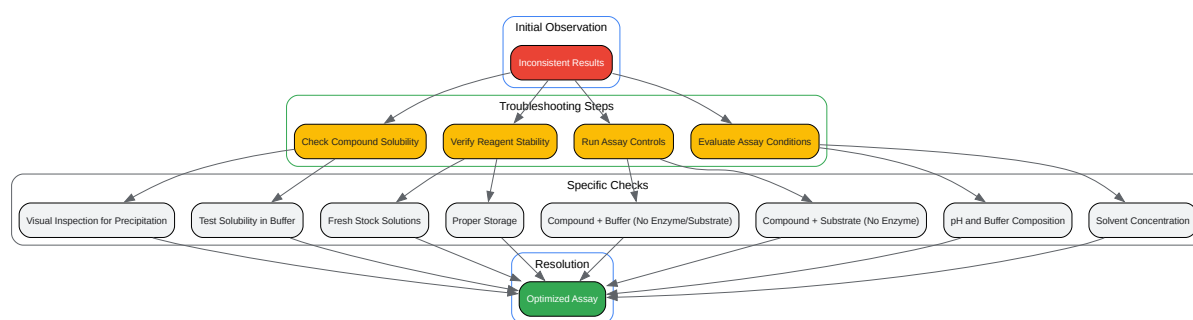 Initial Observation
Inconsistent Results
Troubleshooting Steps
Check Compound Solubility
Verify Reagent Stability
Run Assay Controls
Evaluate Assay Conditions
Specific Checks
Visual Inspection for Precipitation
Test Solubility in Buffer
Fresh Stock Solutions
Proper Storage
Compound + Buffer (No Enzyme/Substrate)
Compound + Substrate (No Enzyme)
pH and Buffer Composition
Solvent Concentration
Resolution
Optimized Assay